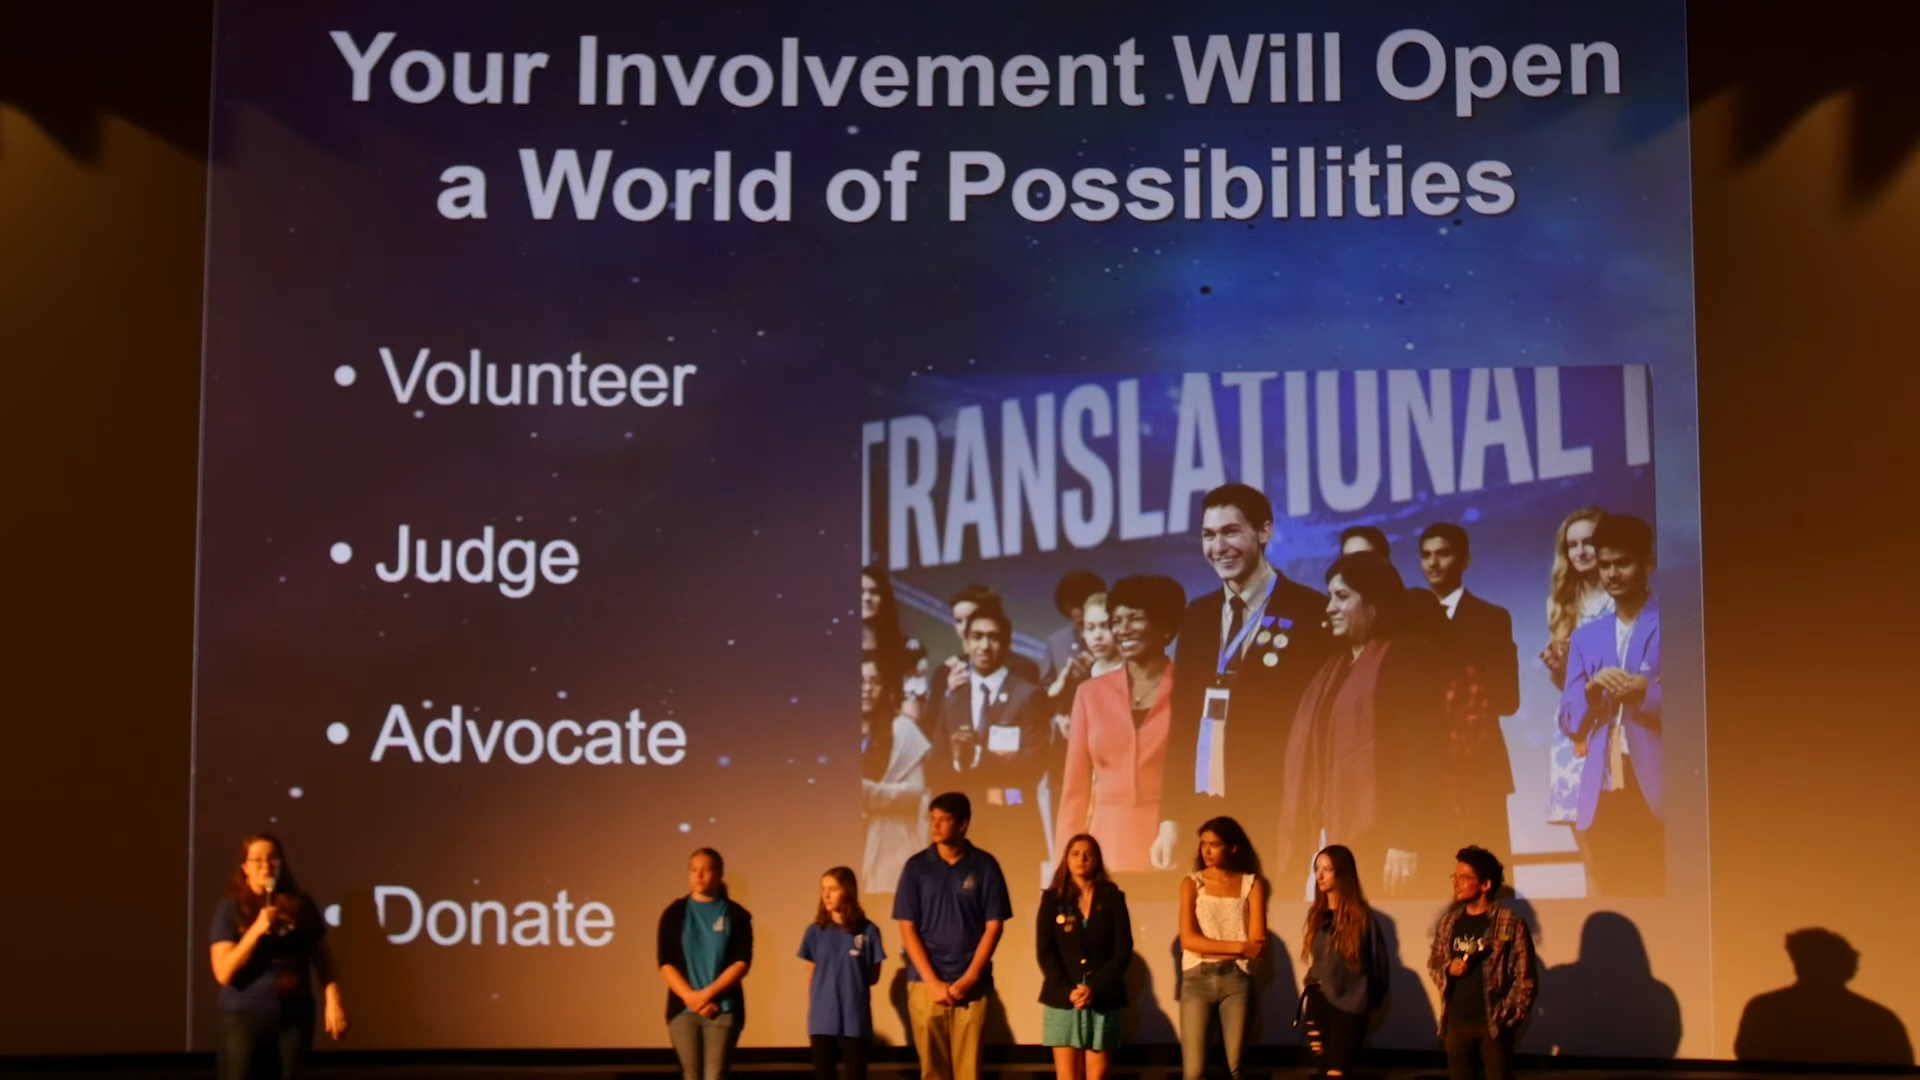 Your Involvement Will Open
a World of Possibilities
• Volunteer
• Judge
• Advocate
• Donate
TRANSLATIONAL